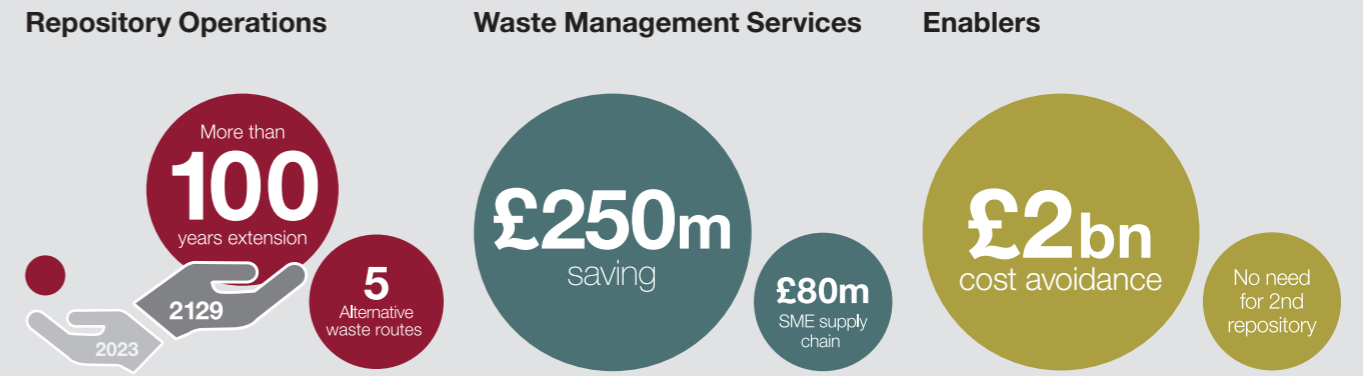 Repository Operations
More than
100
years extension
2129
2023
5
Alternative
waste routes
Waste Management Services
£250m
saving
£80m
SME supply
chain
Enablers
£2bn
cost avoidance
No need
for 2nd
repository